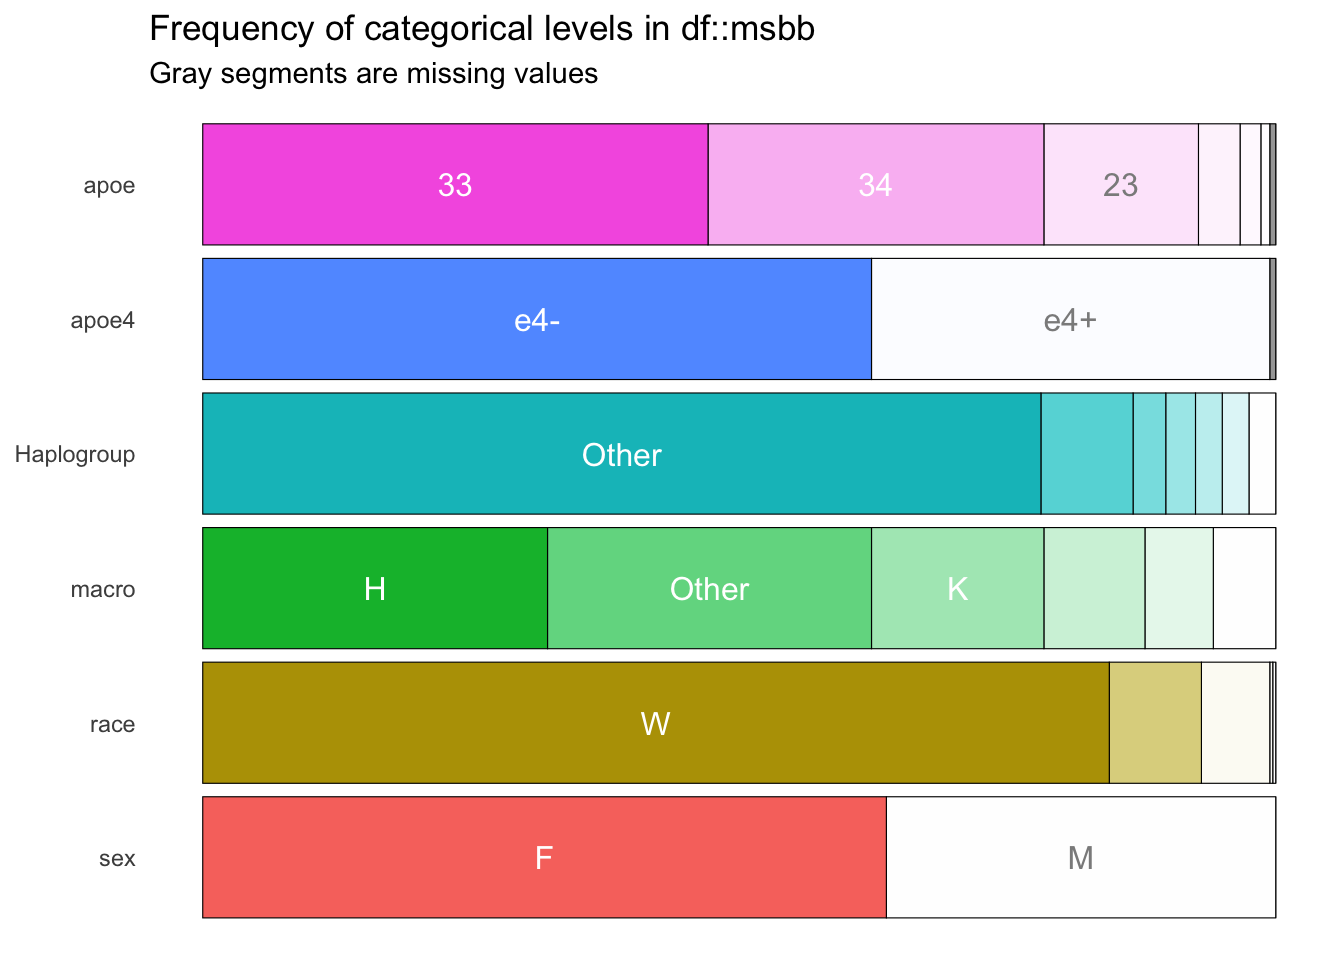 Frequency of categorical levels in df::msbb
Gray segments are missing values
apoe 33 34 23
apoe4 e4- e4+
Haplogroup Other
macro H Other K
race W
sex F M